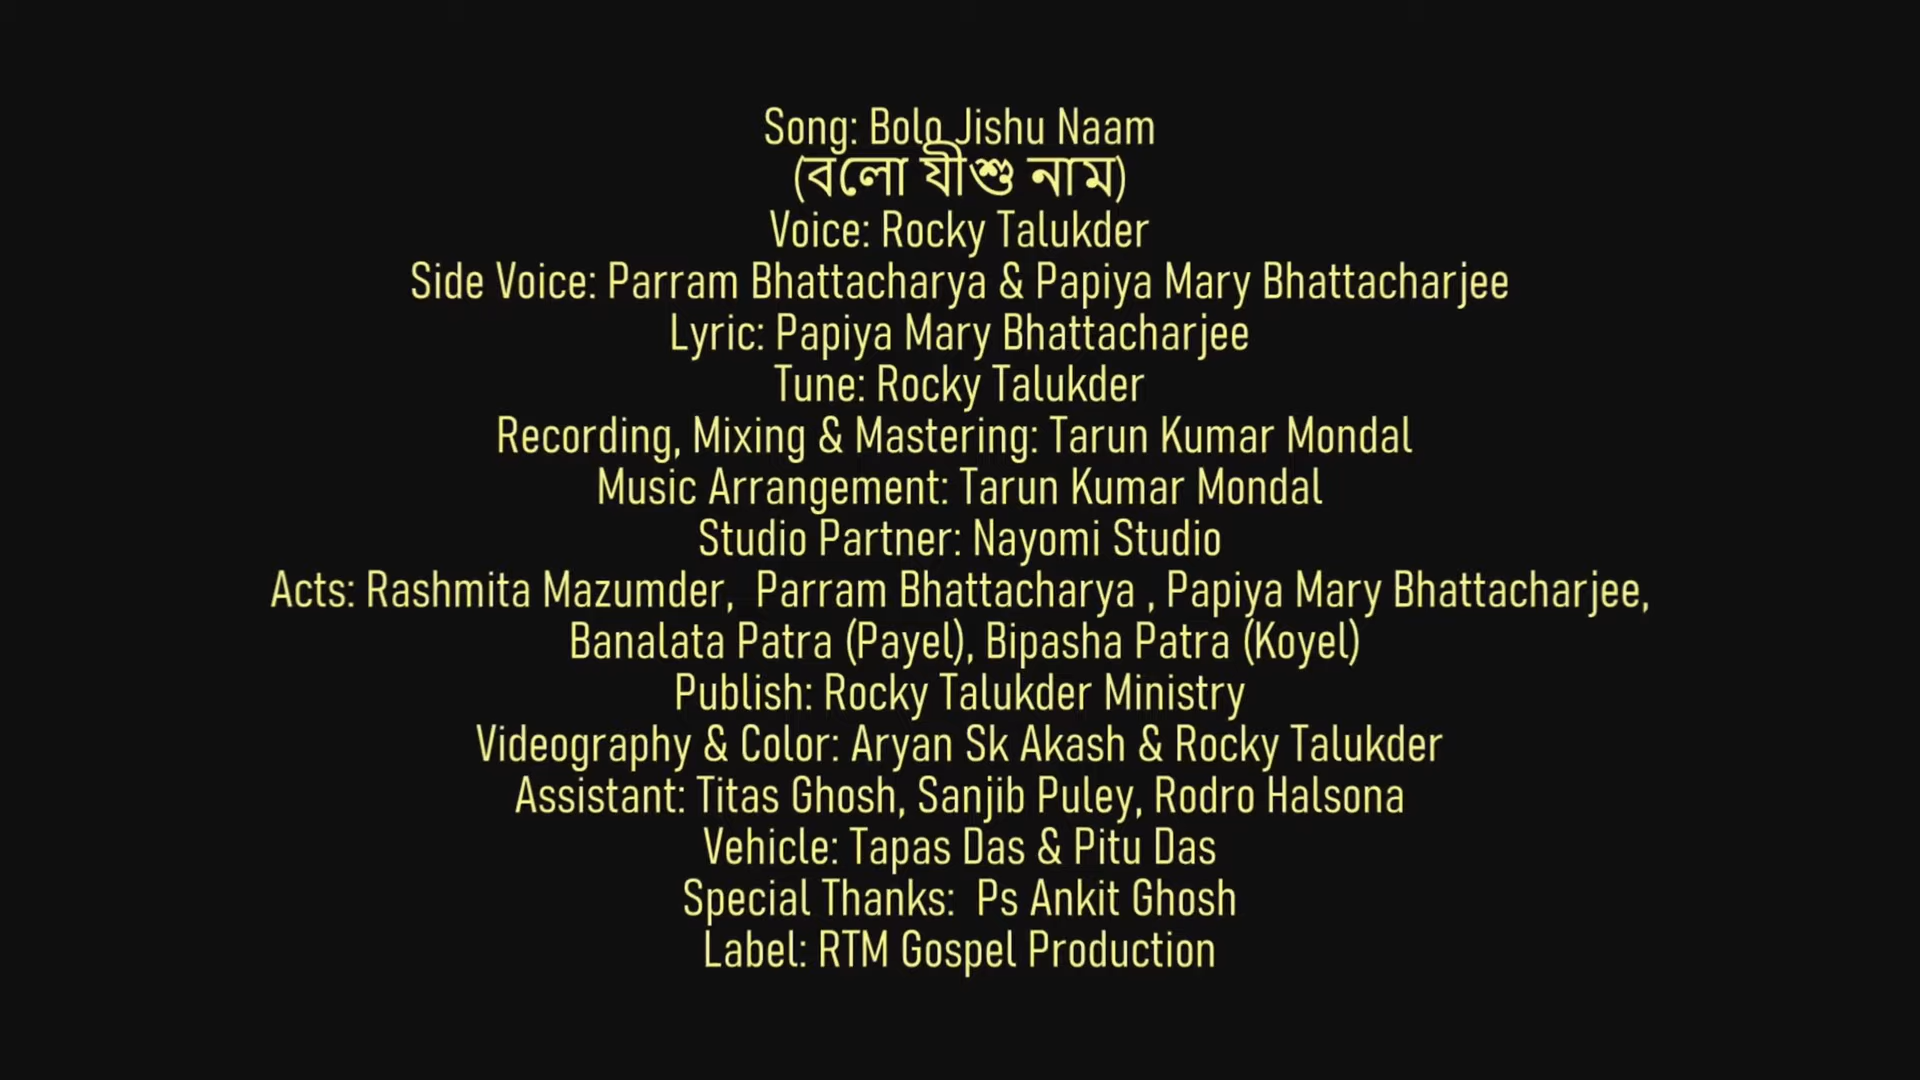 Song: Bolo Jishu Naam
(বলো যীশু নাম)
Voice: Rocky Talukder
Side Voice: Parram Bhattacharya & Papiya Mary Bhattacharjee
Lyric: Papiya Mary Bhattacharjee
Tune: Rocky Talukder
Recording, Mixing & Mastering: Tarun Kumar Mondal
Music Arrangement: Tarun Kumar Mondal
Studio Partner: Nayomi Studio
Acts: Rashmita Mazumder,  Parram Bhattacharya , Papiya Mary Bhattacharjee,
Banalata Patra (Payel), Bipasha Patra (Koyel)
Publish: Rocky Talukder Ministry
Videography & Color: Aryan Sk Akash & Rocky Talukder
Assistant: Titas Ghosh, Sanjib Puley, Rodro Halsona
Vehicle: Tapas Das & Pitu Das
Special Thanks:  Ps Ankit Ghosh
Label: RTM Gospel Production